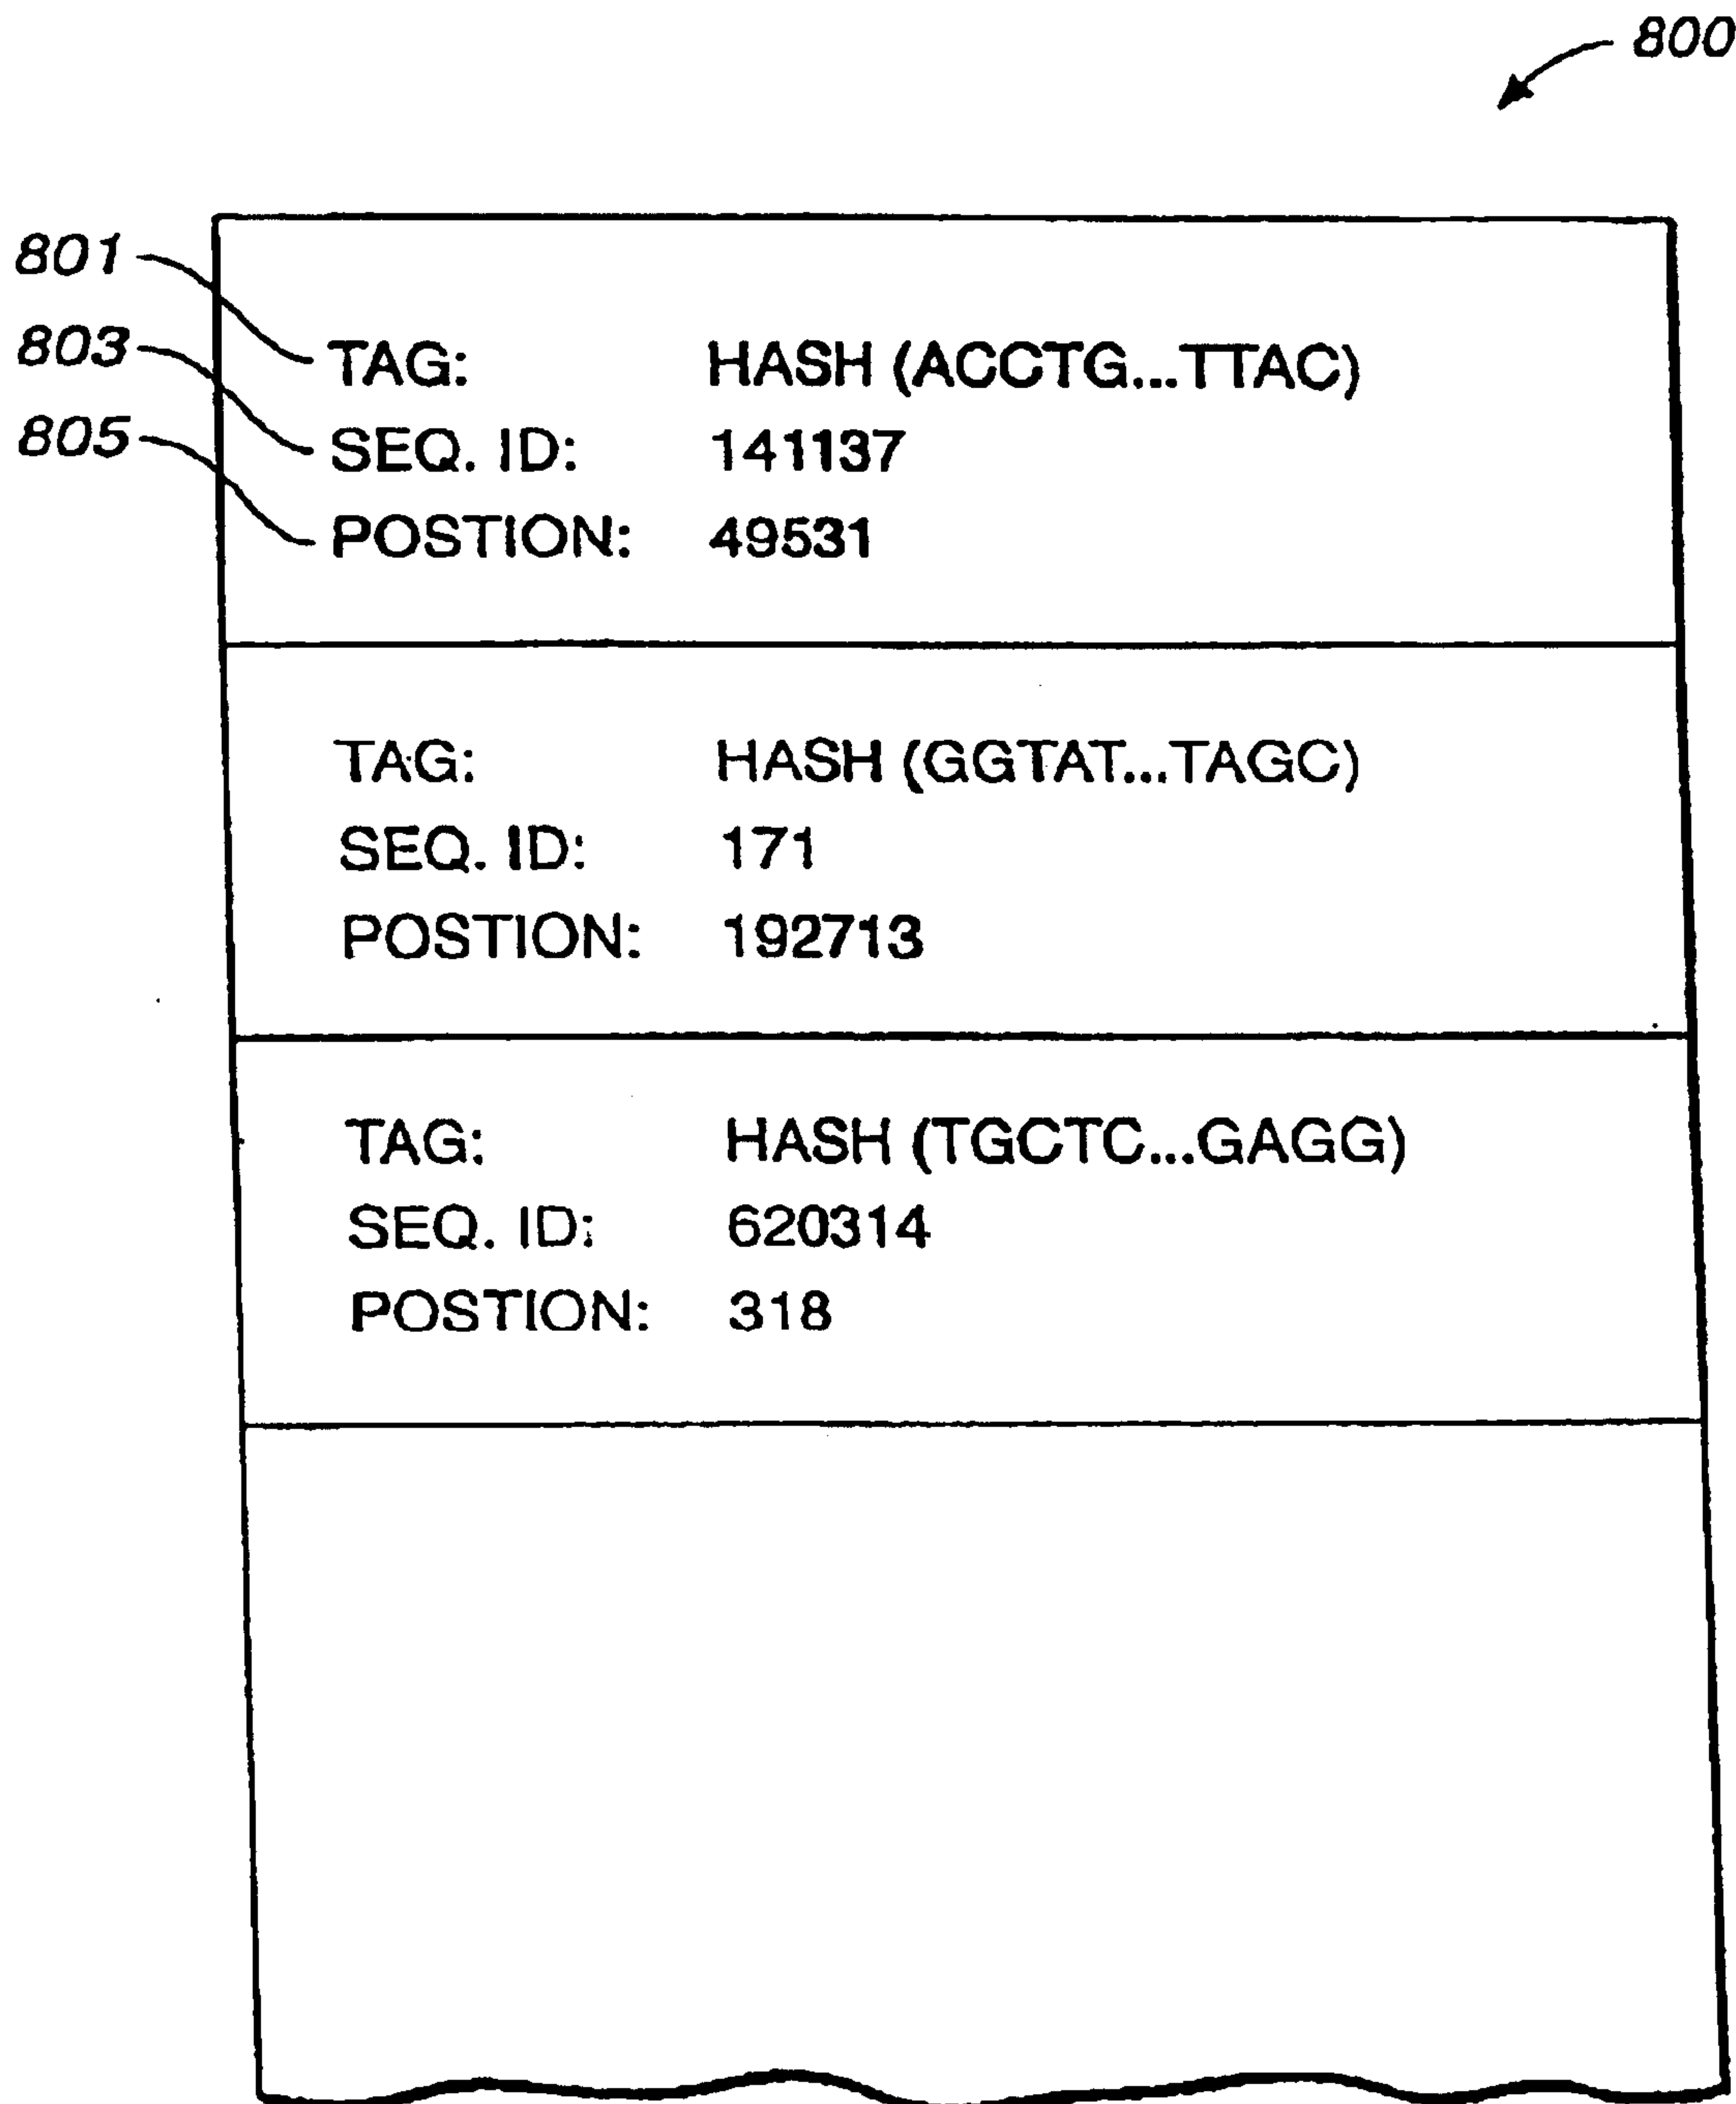 800
801 TAG: HASH (ACCTG...TTAC)
803 SEQ. ID: 141137
805 POSTION: 49531
TAG: HASH (GGTAT...TAGC)
SEQ. ID: 171
POSTION: 192713
TAG: HASH (TGCTC...GAGG)
SEQ. ID: 620314
POSTION: 318